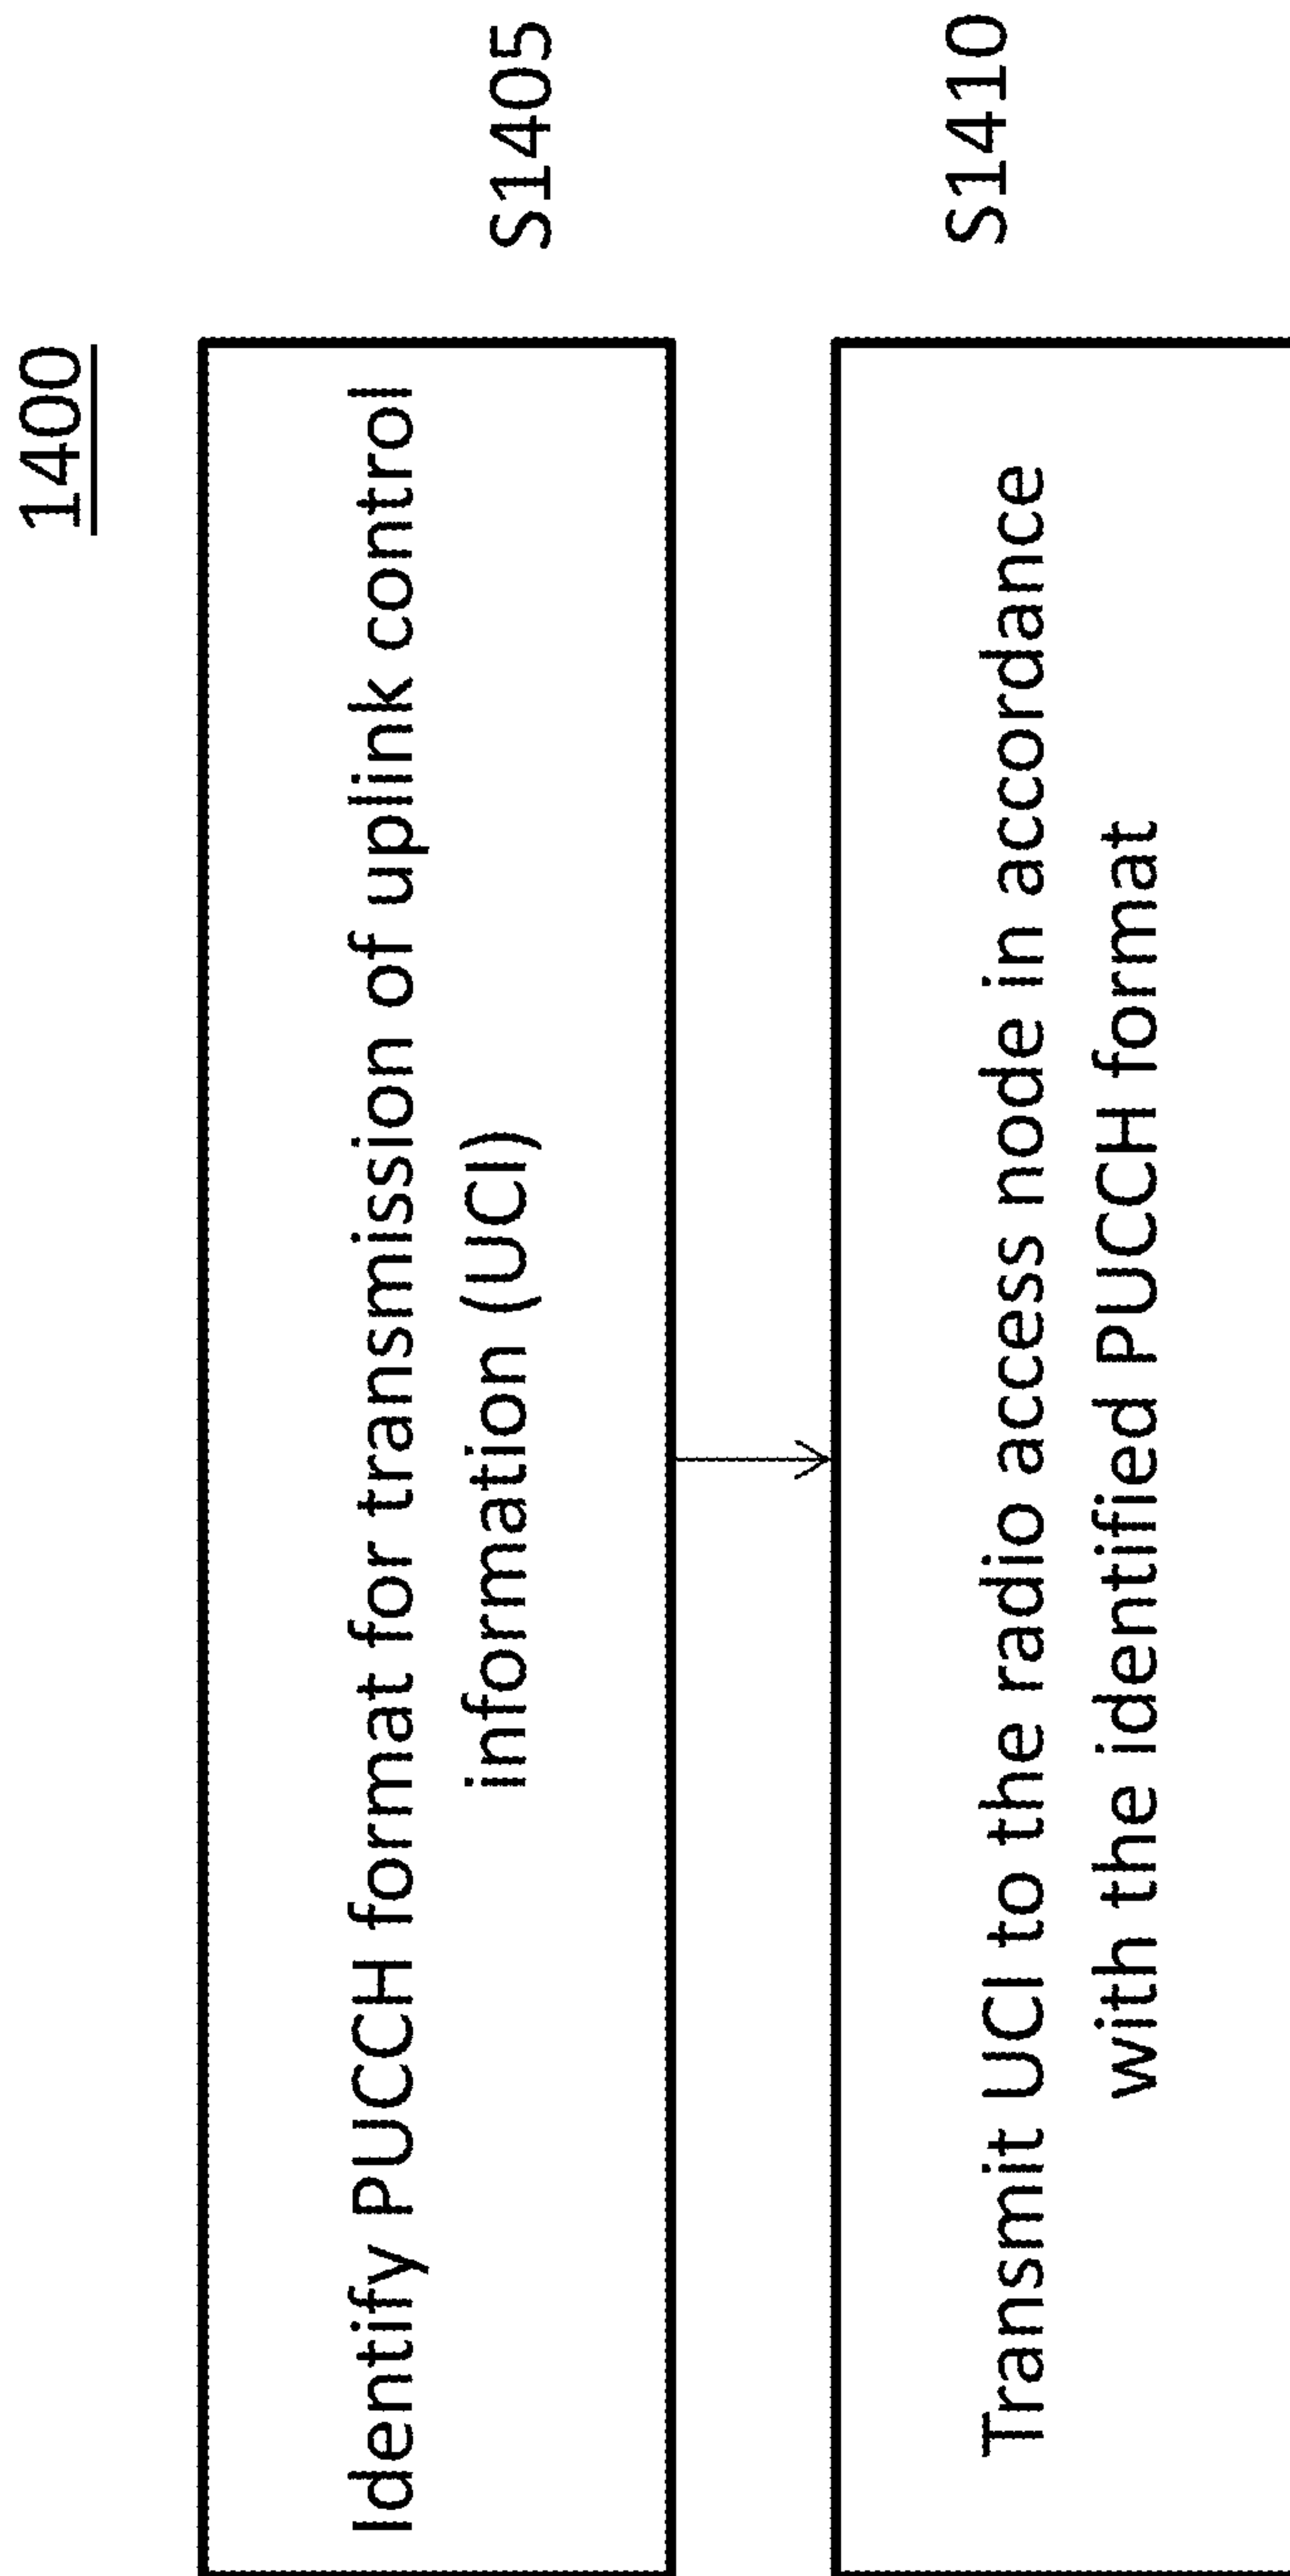 1400
Identify PUCCH format for transmission of uplink control
information (UCI)
S1405
Transmit UCI to the radio access node in accordance
with the identified PUCCH format
S1410